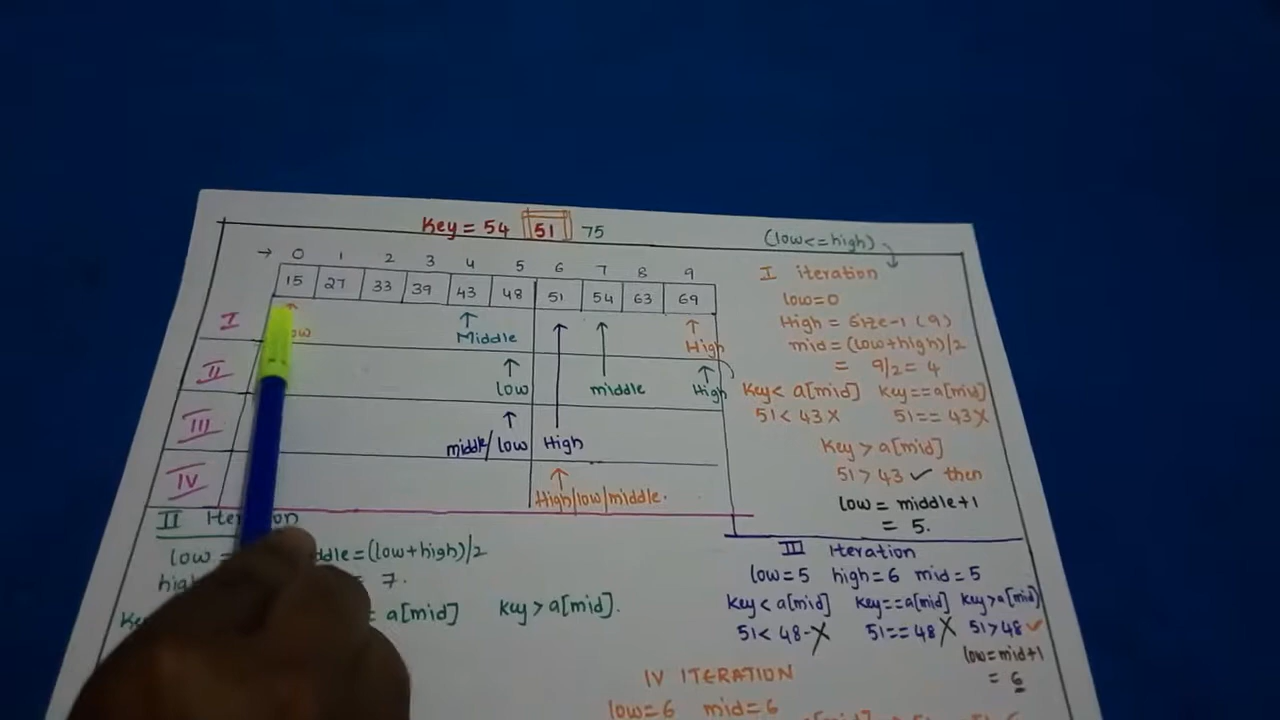 Key = 54 51 75
(low<=high)
→ 0 1 2 3 4 5 6 7 8 9
15 27 33 39 43 48 51 54 63 69
I Middle High
II low middle High
III middle/low High
IV High/low/middle.
I iteration
low=0
High = Size-1 (9)
mid = (low+high)/2
= 9/2 = 4
Key< a[mid] Key==a[mid]
51 < 43 X 51 == 43 X
Key > a[mid]
51 > 43 ✓ then
low = middle+1
= 5.
II
low = (low+high)/2
= 7.
a[mid] Key > a[mid].
III Iteration
low=5 high=6 mid=5
Key < a[mid] Key==a[mid] Key>a[mid]
51 < 48-X 51 == 48 X 51 > 48 ✓
low=mid+1
= 6
IV ITERATION
low=6 mid=6